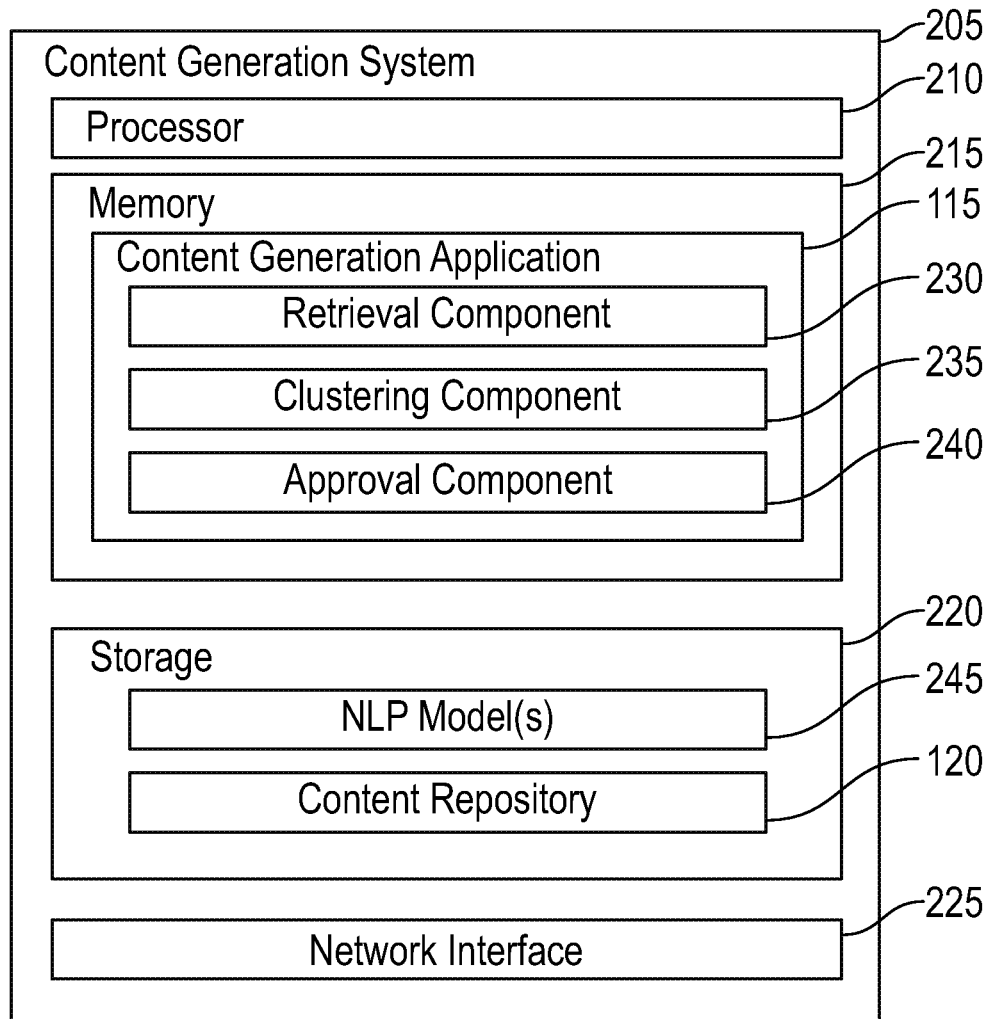 205
Content Generation System
210
Processor
215
Memory
115
Content Generation Application
230
Retrieval Component
235
Clustering Component
240
Approval Component
220
Storage
245
NLP Model(s)
120
Content Repository
225
Network Interface